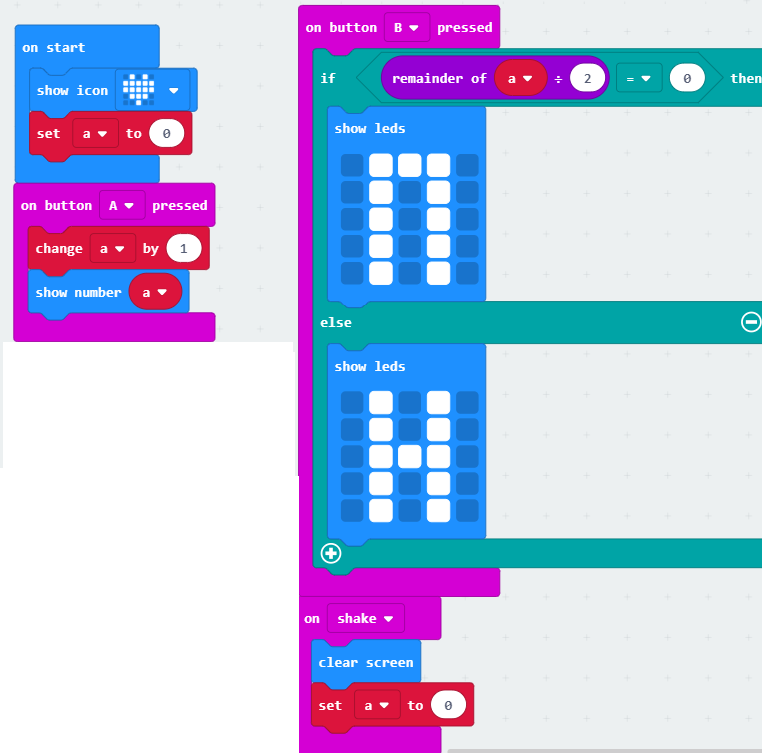 on start
show icon
set a to 0
on button A pressed
change a by 1
show number a
on button B pressed
if remainder of a ÷ 2 = 0 then
show leds
else
show leds
on shake
clear screen
set a to 0